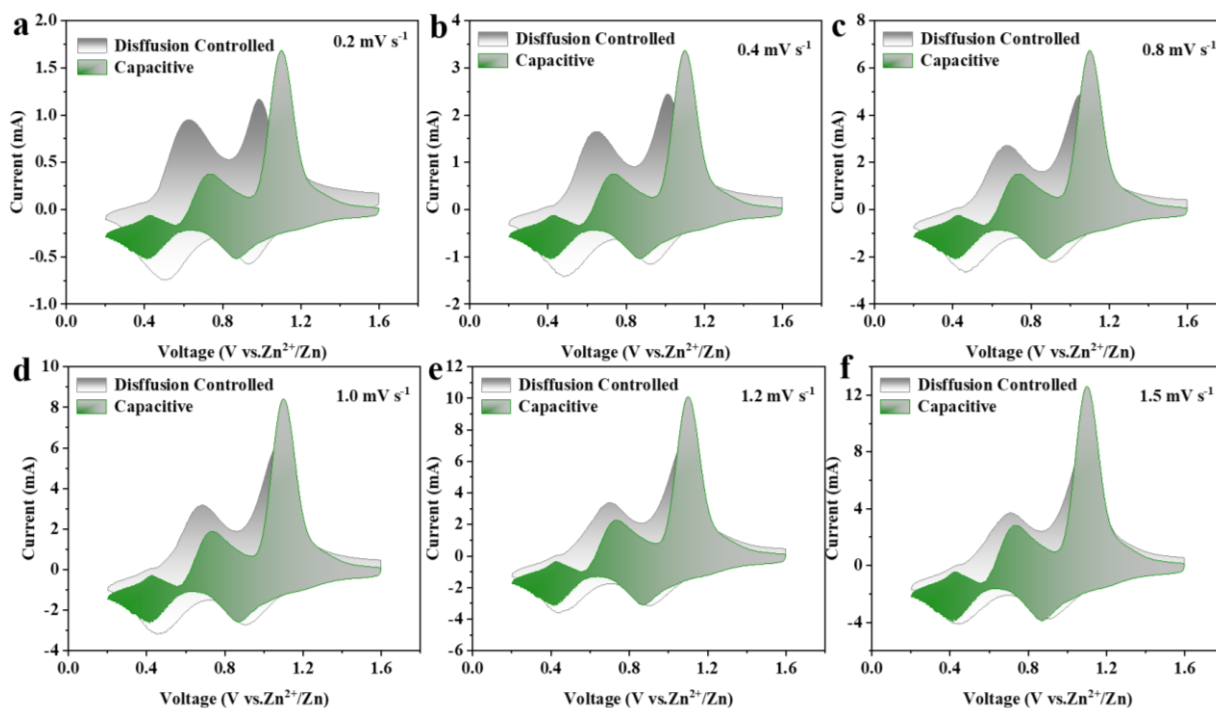 a
2.0
1.5
1.0
0.5
0.0
-0.5
-1.0
Current (mA)
Disffusion Controlled
Capacitive
0.2 mV s⁻¹
0.0 0.4 0.8 1.2 1.6
Voltage (V vs.Zn²⁺/Zn)
b
4
3
2
1
0
-1
-2
Current (mA)
Disffusion Controlled
Capacitive
0.4 mV s⁻¹
0.0 0.4 0.8 1.2 1.6
Voltage (V vs.Zn²⁺/Zn)
c
8
6
4
2
0
-2
-4
Current (mA)
Disffusion Controlled
Capacitive
0.8 mV s⁻¹
0.0 0.4 0.8 1.2 1.6
Voltage (V vs.Zn²⁺/Zn)
d
10
8
6
4
2
0
-2
-4
Current (mA)
Disffusion Controlled
Capacitive
1.0 mV s⁻¹
0.0 0.4 0.8 1.2 1.6
Voltage (V vs.Zn²⁺/Zn)
e
12
10
8
6
4
2
0
-2
-4
-6
Current (mA)
Disffusion Controlled
Capacitive
1.2 mV s⁻¹
0.0 0.4 0.8 1.2 1.6
Voltage (V vs.Zn²⁺/Zn)
f
12
8
4
0
-4
Current (mA)
Disffusion Controlled
Capacitive
1.5 mV s⁻¹
0.0 0.4 0.8 1.2 1.6
Voltage (V vs.Zn²⁺/Zn)